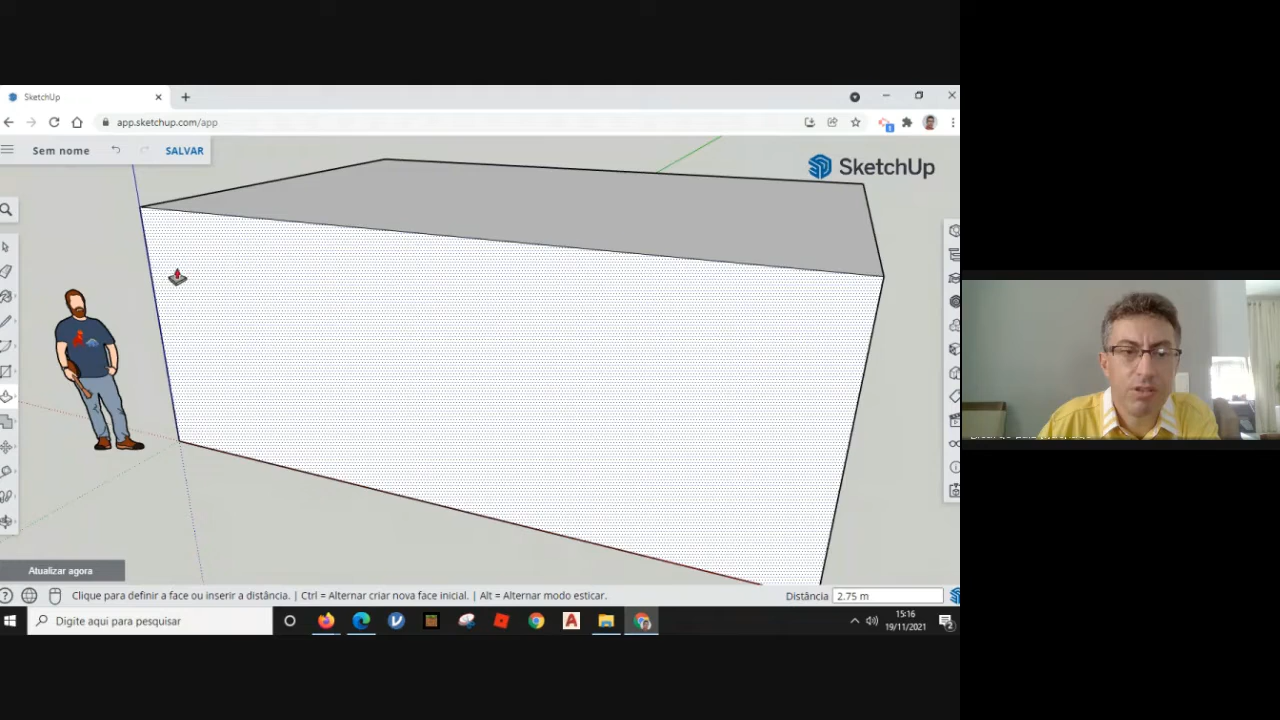 SketchUp
app.sketchup.com/app
Sem nome
SALVAR
SketchUp
Atualizar agora
Clique para definir a face ou inserir a distância. | Ctrl = Alternar criar nova face inicial. | Alt = Alternar modo esticar.
Distância
2.75 m
Digite aqui para pesquisar
15:16
19/11/2021